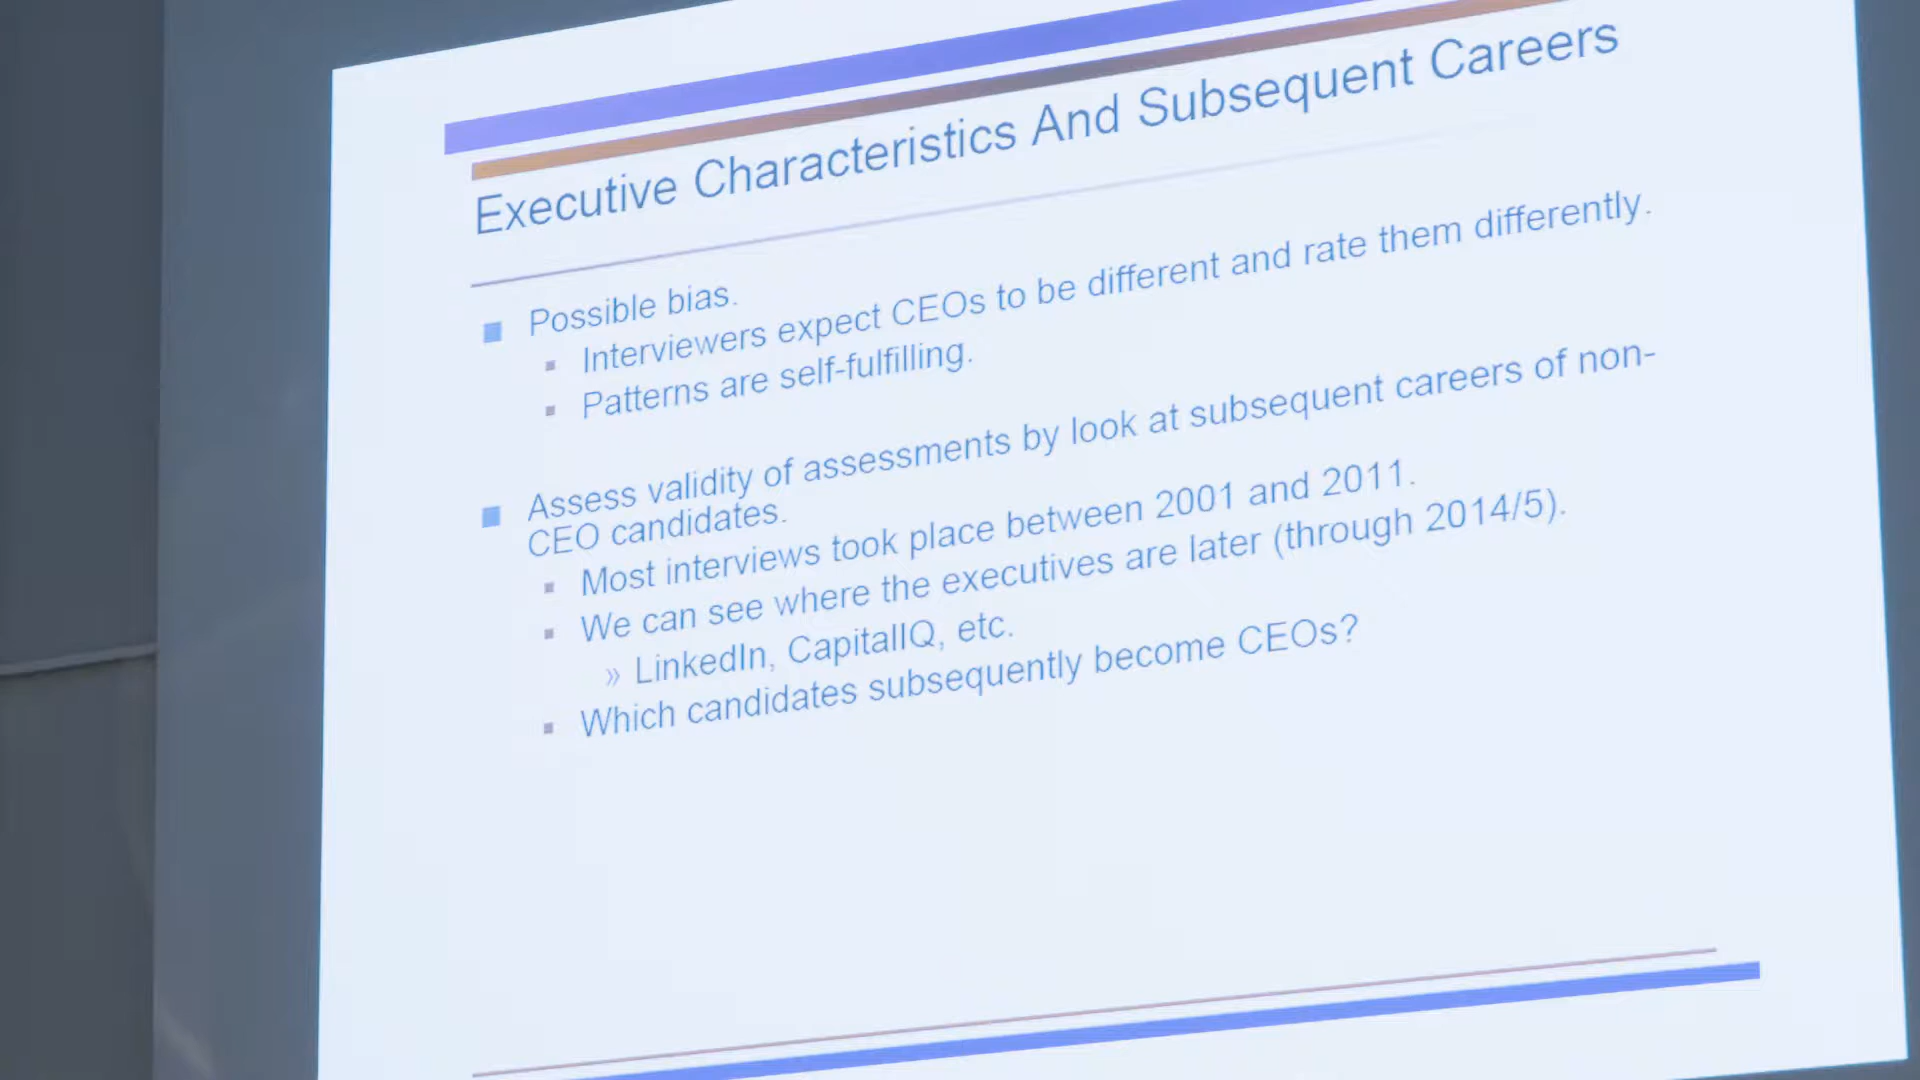 Executive Characteristics And Subsequent Careers
Possible bias.
Interviewers expect CEOs to be different and rate them differently.
Patterns are self-fulfilling.
Assess validity of assessments by look at subsequent careers of non-
CEO candidates.
Most interviews took place between 2001 and 2011.
We can see where the executives are later (through 2014/5).
» LinkedIn, CapitalIQ, etc.
Which candidates subsequently become CEOs?